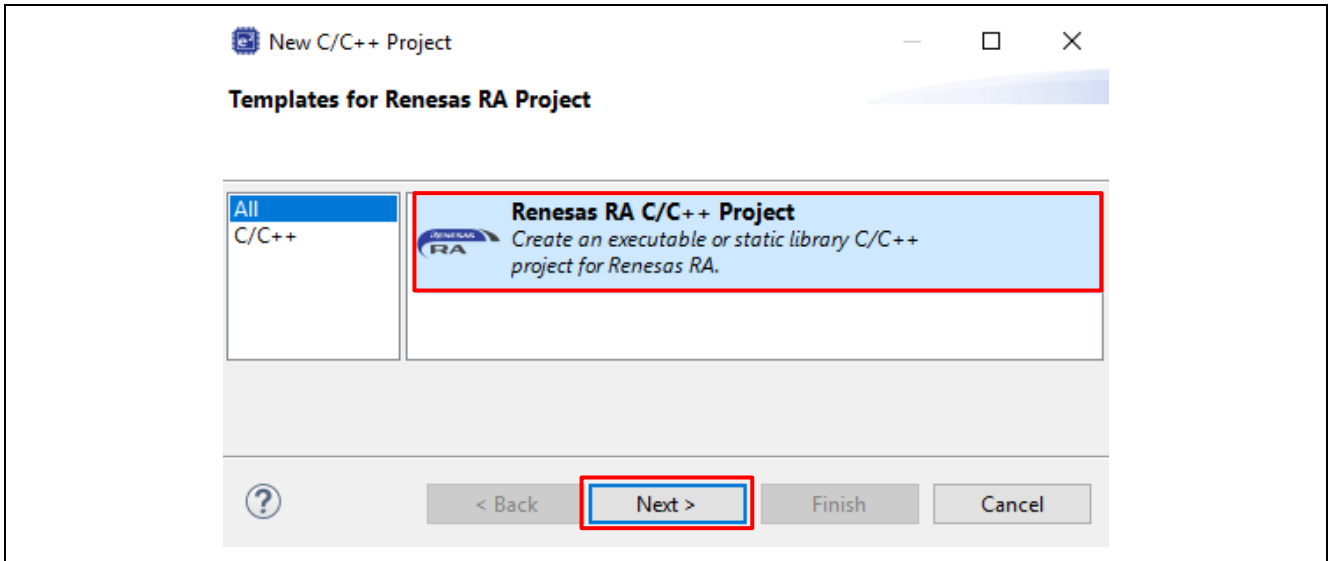 New C/C++ Project
Templates for Renesas RA Project
All
C/C++
RENESAS
RA
Renesas RA C/C++ Project
Create an executable or static library C/C++
project for Renesas RA.
?
< Back
Next >
Finish
Cancel